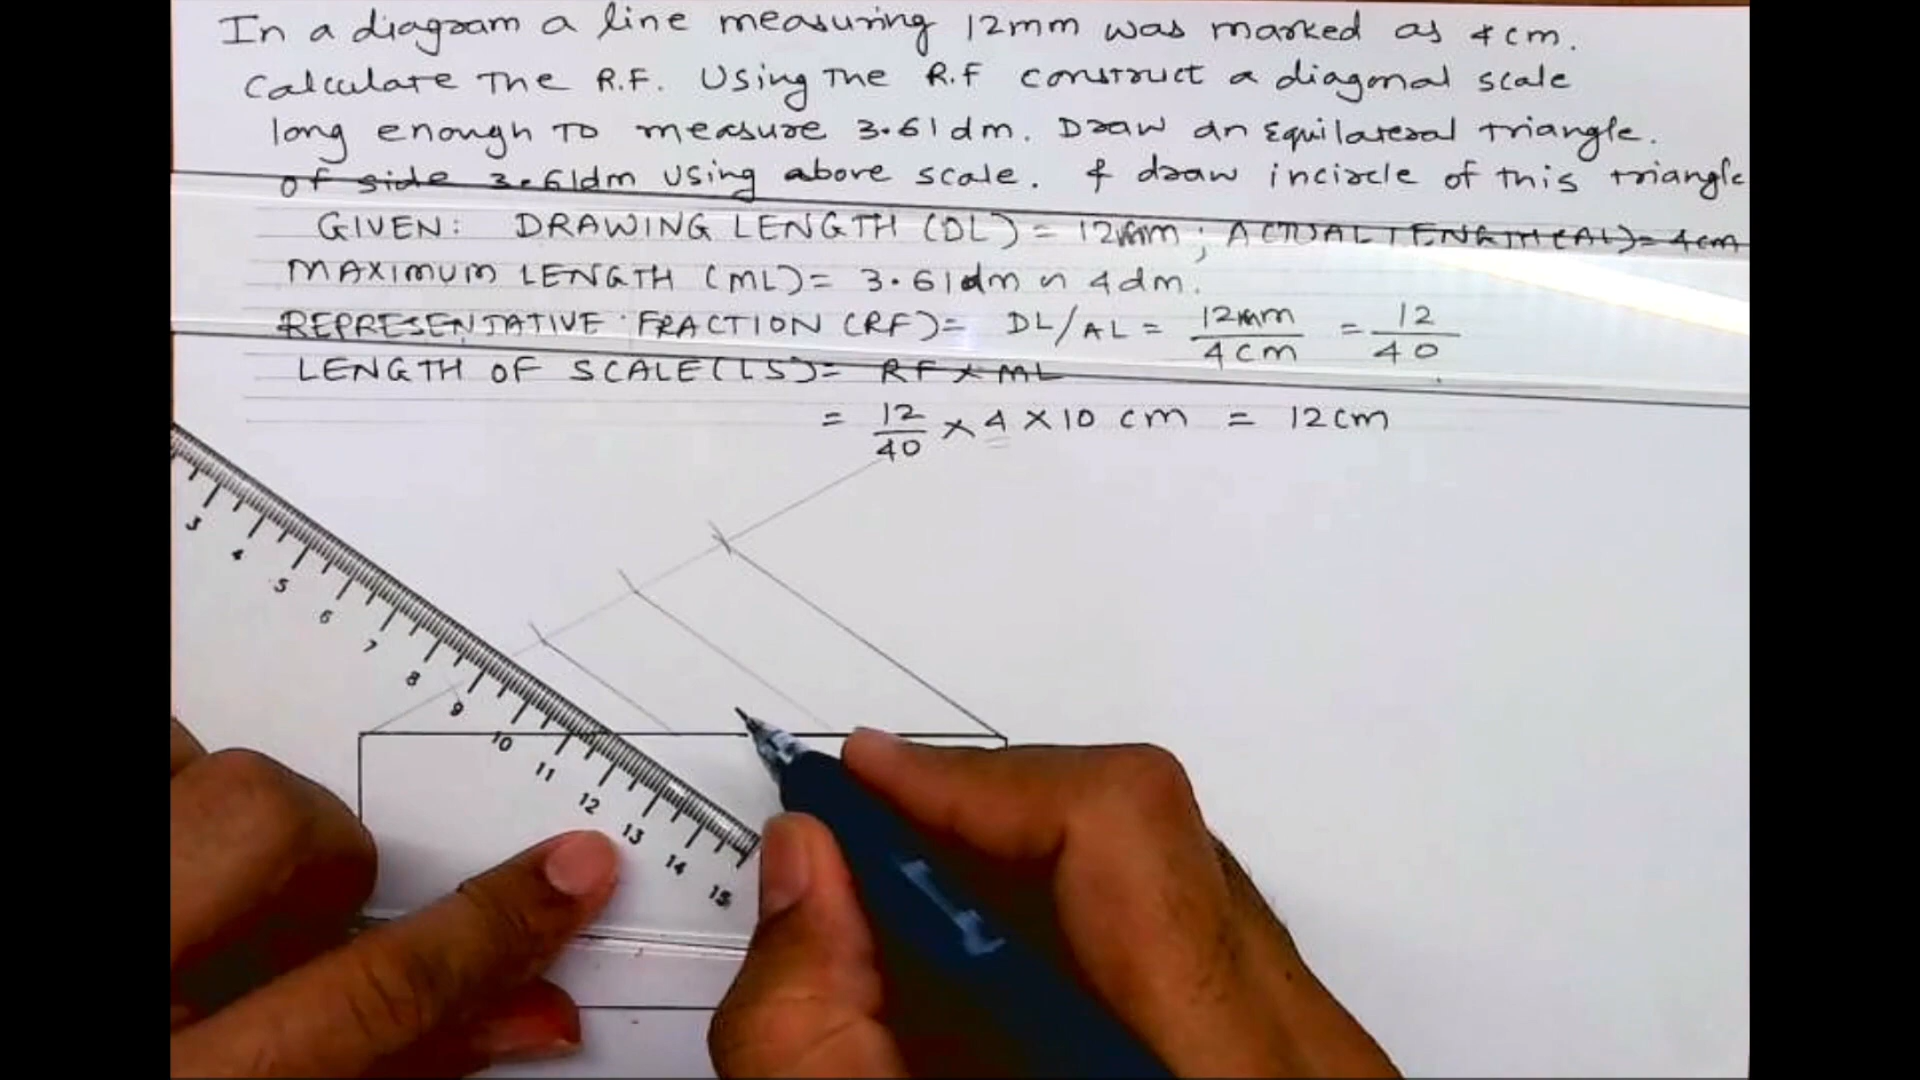 In a diagram a line measuring 12mm was marked as 4cm.
Calculate The R.F. Using The R.F construct a diagonal scale
long enough To measure 3.61dm. Draw an Equilateral triangle.
of side 3.61dm using above scale. & draw incircle of this triangle
GIVEN: DRAWING LENGTH (DL) = 12mm ; ACTUAL LENGTH (AL) = 4cm
MAXIMUM LENGTH (ML) = 3.61dm ∽ 4dm.
REPRESENTATIVE FRACTION (RF) = DL/AL = 12mm/4cm = 12/40
LENGTH OF SCALE (LS) = RF × ML
= 12/40 × 4 × 10 cm = 12cm
3 4 5 6 7 8 9 10 11 12 13 14 15